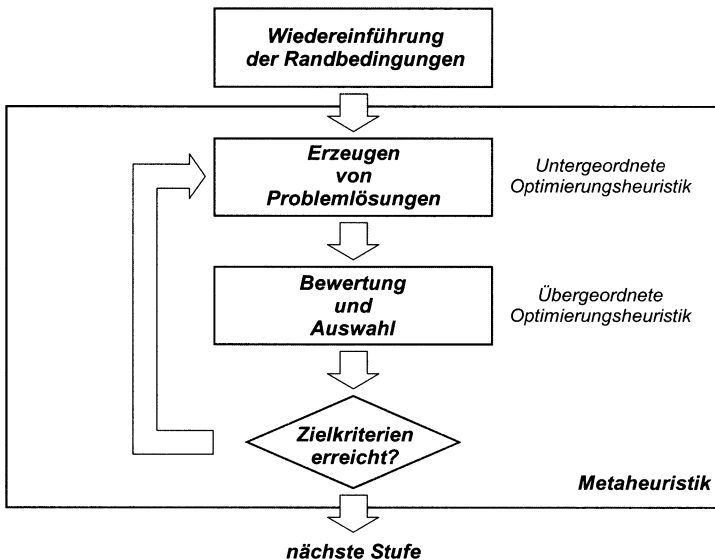 Wiedereinführung
der Randbedingungen
Erzeugen
von
Problemlösungen
Untergeordnete
Optimierungsheuristik
Bewertung
und
Auswahl
Übergeordnete
Optimierungsheuristik
Zielkriterien
erreicht?
Metaheuristik
nächste Stufe